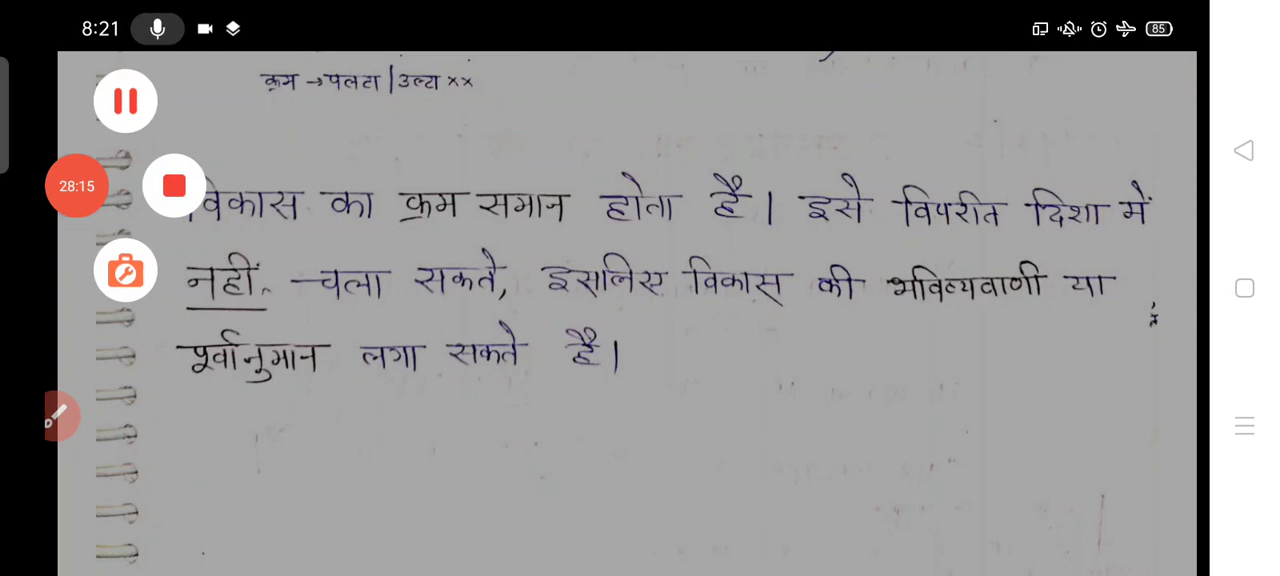 8:21
85
क्रम → पलटा | उल्टा xx
28:15
विकास का क्रम समान होता है। इसे विपरीत दिशा में
नहीं चला सकते, इसलिए विकास की भविष्यवाणी या
पूर्वानुमान लगा सकते है।